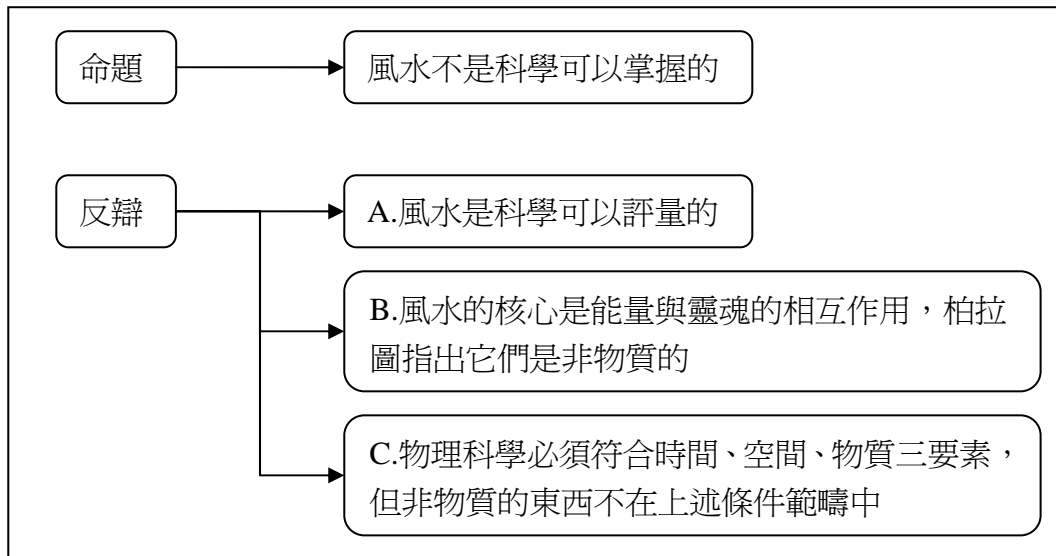 命題
風水不是科學可以掌握的
反辯
A.風水是科學可以評量的
B.風水的核心是能量與靈魂的相互作用，柏拉
圖指出它們是非物質的
C.物理科學必須符合時間、空間、物質三要素，
但非物質的東西不在上述條件範疇中